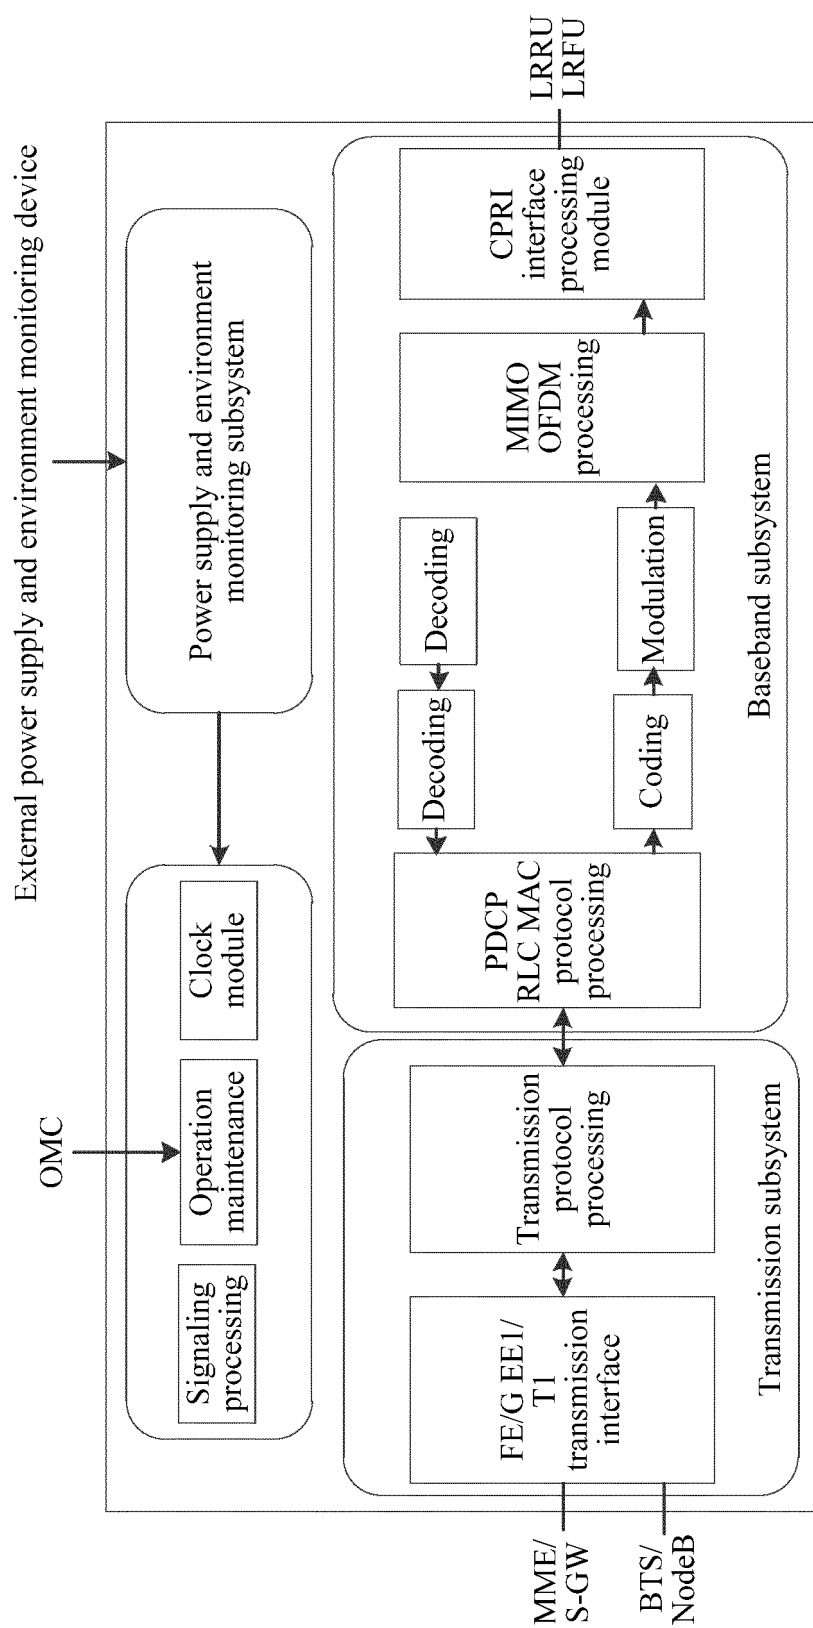 External power supply and environment monitoring device
OMC
Signaling
processing
Operation
maintenance
Clock
module
Power supply and environment
monitoring subsystem
MME/
S-GW
BTS/
NodeB
FE/G EE1/
T1
transmission
interface
Transmission
protocol
processing
Transmission subsystem
PDCP
RLC MAC
protocol
processing
Decoding
Decoding
Coding
Modulation
MIMO
OFDM
processing
CPRI
interface
processing
module
Baseband subsystem
LRRU
LRFU